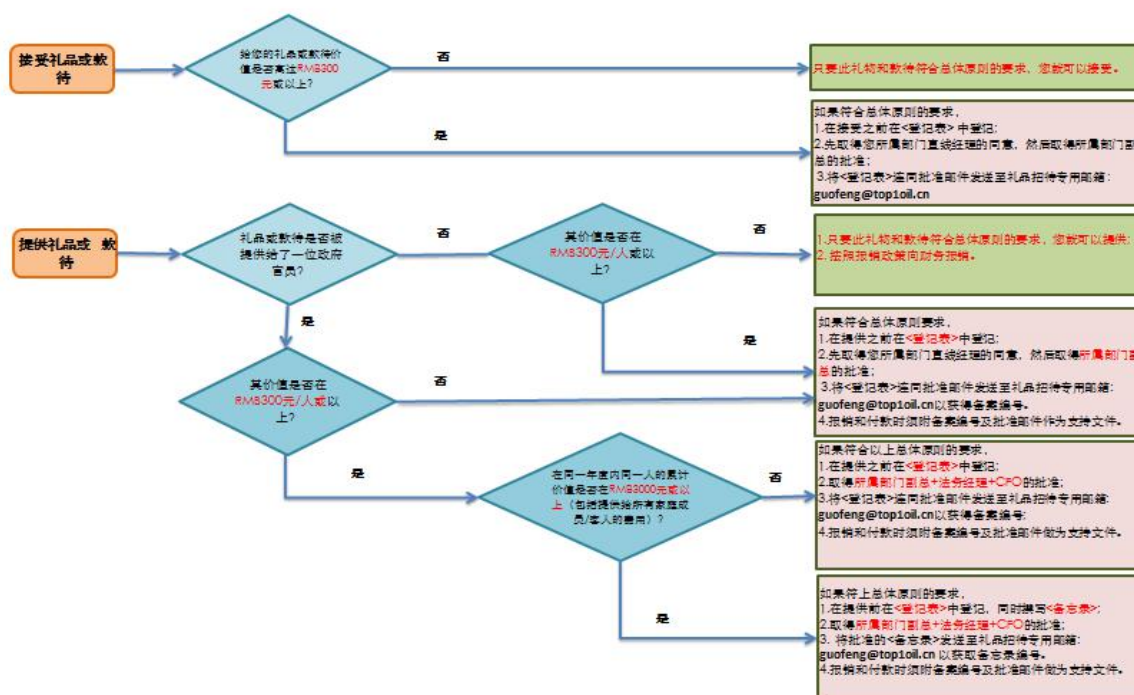 接受礼品或款
待
给您的礼品或款待价
值是否高过RMB300
元或以上?
否
只要此礼物和款待符合总体原则的要求、您就可以接受。
是
如果符合总体原则的要求,
1.在接受之前在<登记表> 中登记;
2.先取得您所属部门直线经理的同意, 然后取得所属部门副
总的批准;
3.将<登记表>连同批准邮件发送至礼品招待专用邮箱:
guofeng@top1oil.cn
提供礼品或 款
待
礼品或款待是否被
提供给了一位政府
官员?
否
其价值是否在
RMB300元/人或以
上?
否
1.只要此礼物和款待符合总体原则的要求、您就可以提供;
2. 按照报销政策向财务报销。
是
是
如果符合总体原则要求,
1.在提供之前在<登记表>中登记;
2.先取得您所属部门直线经理的同意, 然后取得所属部门副
总的批准;
3.将<登记表>连同批准邮件发送至礼品招待专用邮箱:
guofeng@top1oil.cn以获得备案编号。
4.报销和付款时须附备案编号及批准邮件作为支持文件。
其价值是否在
RMB300元/人或以
上?
否
是
在同一年度内同一人的累计
价值是否在RMB3000元或以
上（包括提供给所有家庭成
员/客人的费用）?
否
如果符合以上总体原则的要求,
1.在提供之前在<登记表>中登记;
2.取得所属部门副总+法务经理+CFO的批准;
3.将<登记表>连同批准邮件发送至礼品招待专用邮箱:
guofeng@top1oil.cn以获得备案编号;
4.报销和付款时须附备案编号及批准邮件做为支持文件。
是
如果符上总体原则的要求,
1.在提供前在<登记表>中登记, 同时撰写<备忘录>;
2.取得所属部门副总+法务经理+CFO的批准;
3. 将批准的<备忘录>发送至礼品招待专用邮箱:
guofeng@top1oil.cn 以获取备忘录编号。
4.报销和付款时须附备案编号及批准邮件做为支持文件。